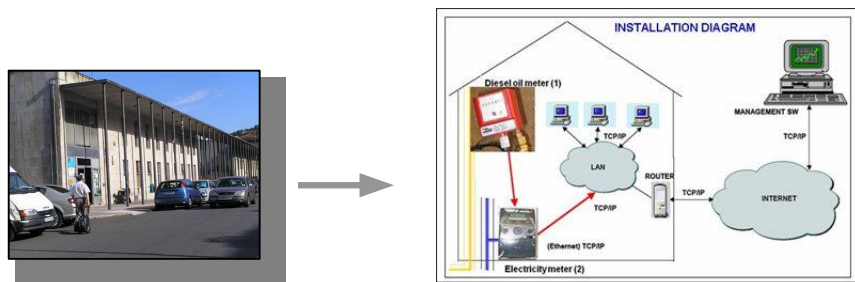 INSTALLATION DIAGRAM
Diesel oil meter (1)
MANAGEMENT SW
TCP/IP
TCP/IP
LAN
ROUTER
TCP/IP
INTERNET
TCP/IP
(Ethernet) TCP/IP
Electricity meter (2)